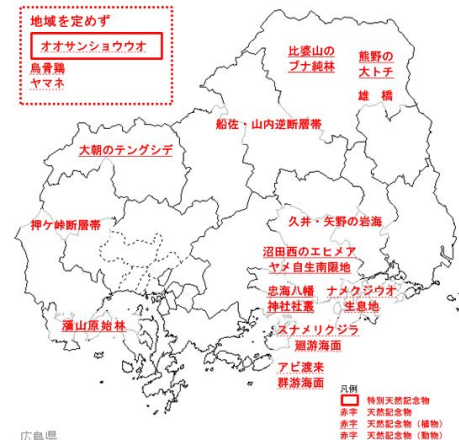 地域を定めず
オオサンショウウオ
烏骨鶏
ヤマネ
比婆山の
ブナ純林
熊野の
大トチ
雄橋
船佐・山内逆断層帯
大朝のテングシデ
押ケ峠断層帯
久井・矢野の岩海
沼田西のエヒメア
ヤメ自生南限地
忠海八幡
神社社叢
ナメクジウオ
生息地
瀰山原始林
スナメリクジラ
廻游海面
アビ渡来
群游海面
凡例
特別天然記念物
赤字 天然記念物
赤字 天然記念物（植物）
赤字 天然記念物（動物）
広島県